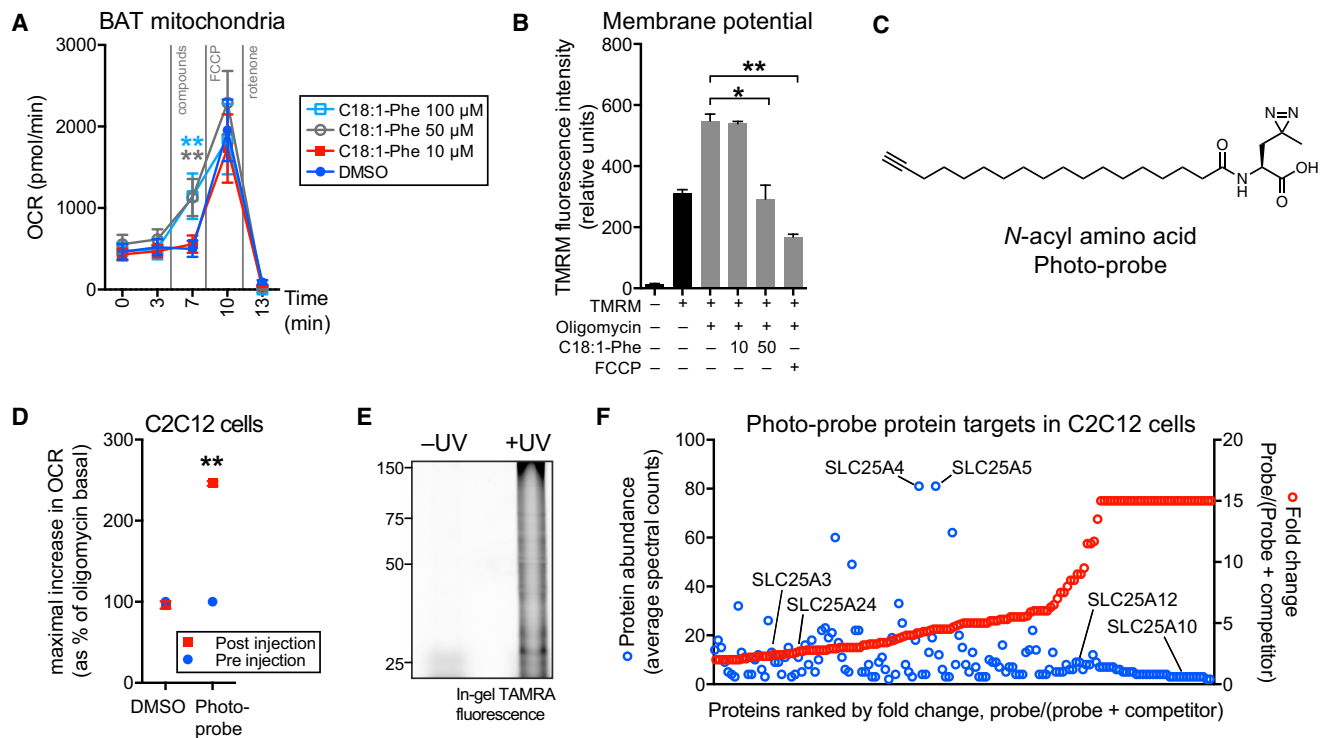 A
BAT mitochondria
OCR (pmol/min)
3000
2000
1000
0
compounds
FCCP
rotenone
**
**
0
3
7
10
13
Time
(min)
C18:1-Phe 100 µM
C18:1-Phe 50 µM
C18:1-Phe 10 µM
DMSO
B
Membrane potential
TMRM fluorescence intensity
(relative units)
800
600
400
200
0
**
*
TMRM – + + + + +
Oligomycin – – + + + +
C18:1-Phe – – – 10 50 –
FCCP – – – – – +
C
N
N
O
N
H
OH
O
N-acyl amino acid
Photo-probe
D
C2C12 cells
maximal increase in OCR
(as % of oligomycin basal)
300
200
100
0
**
Post injection
Pre injection
DMSO
Photo-
probe
E
–UV
+UV
150
75
50
25
In-gel TAMRA
fluorescence
F
Photo-probe protein targets in C2C12 cells
Protein abundance
(average spectral counts)
100
80
60
40
20
0
SLC25A4
SLC25A5
SLC25A3
SLC25A24
SLC25A12
SLC25A10
20
15
10
5
0
Fold change
Probe/(Probe + competitor)
Proteins ranked by fold change, probe/(probe + competitor)